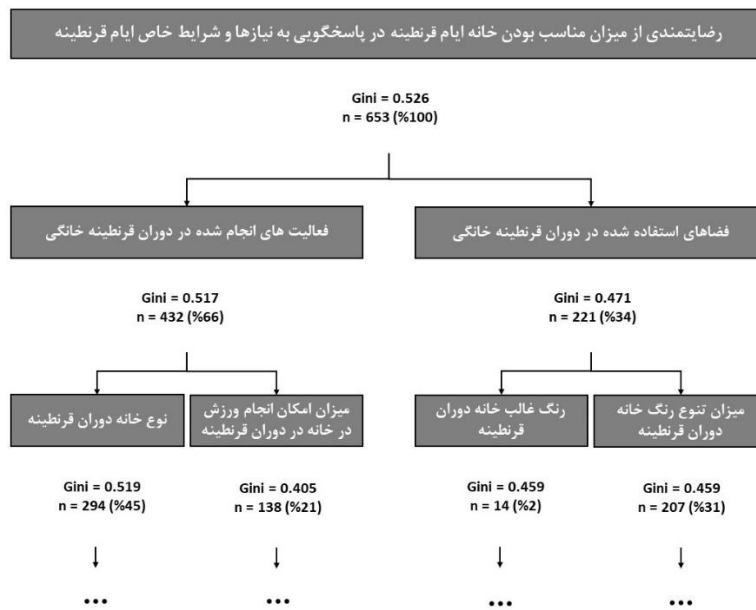 رضایتمندی از میزان مناسب بودن خانه ایام قرنطینه در پاسخگویی به نیازها و شرایط خاص ایام قرنطینه
Gini = 0.526
n = 653 (%100)
فضاهای استفاده شده در دوران قرنطینه خانگی
فعالیت های انجام شده در دوران قرنطینه خانگی
Gini = 0.471
n = 221 (%34)
Gini = 0.517
n = 432 (%66)
میزان تنوع رنگ خانه
دوران قرنطینه
رنگ غالب خانه دوران
قرنطینه
میزان امکان انجام ورزش
در خانه در دوران قرنطینه
نوع خانه دوران قرنطینه
Gini = 0.459
n = 207 (%31)
Gini = 0.459
n = 14 (%2)
Gini = 0.405
n = 138 (%21)
Gini = 0.519
n = 294 (%45)
...
...
...
...